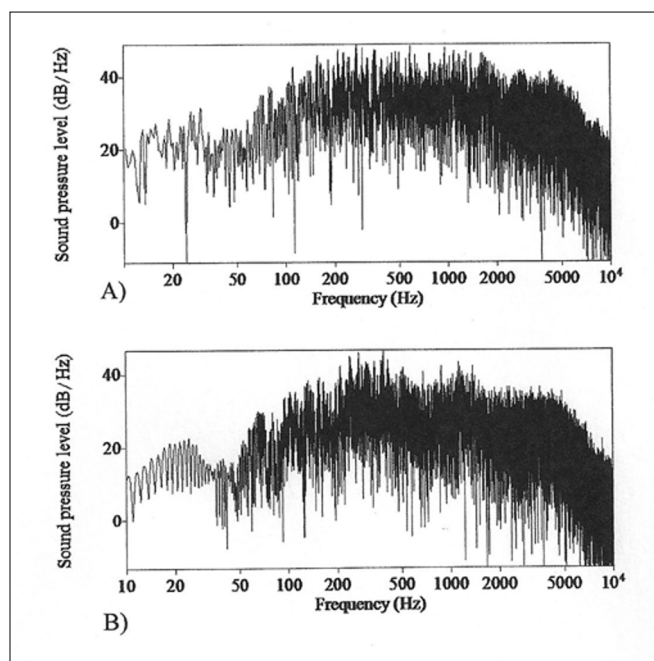 Sound pressure level (dB/Hz)
40
20
0
20 50 100 200 500 1000 2000 5000 10⁴
Frequency (Hz)
A)
Sound pressure level (dB/Hz)
40
20
0
10 20 50 100 200 500 1000 2000 5000 10⁴
Frequency (Hz)
B)